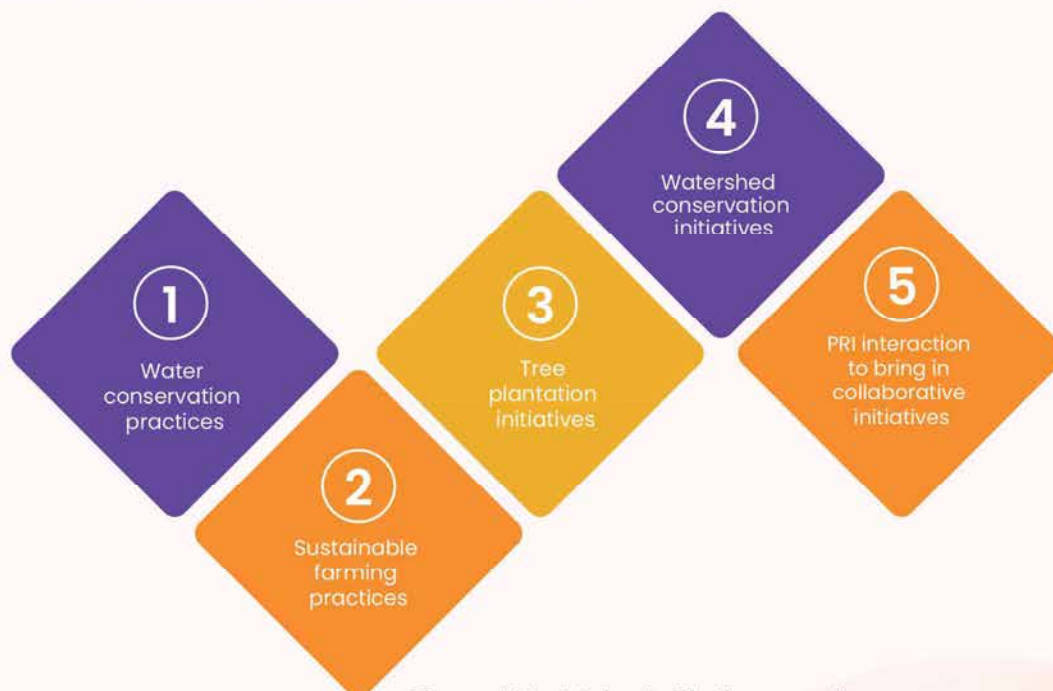 1
Water
conservation
practices
2
Sustainable
farming
practices
3
Tree
plantation
initiatives
4
Watershed
conservation
initiatives
5
PRI interaction
to bring in
collaborative
initiatives